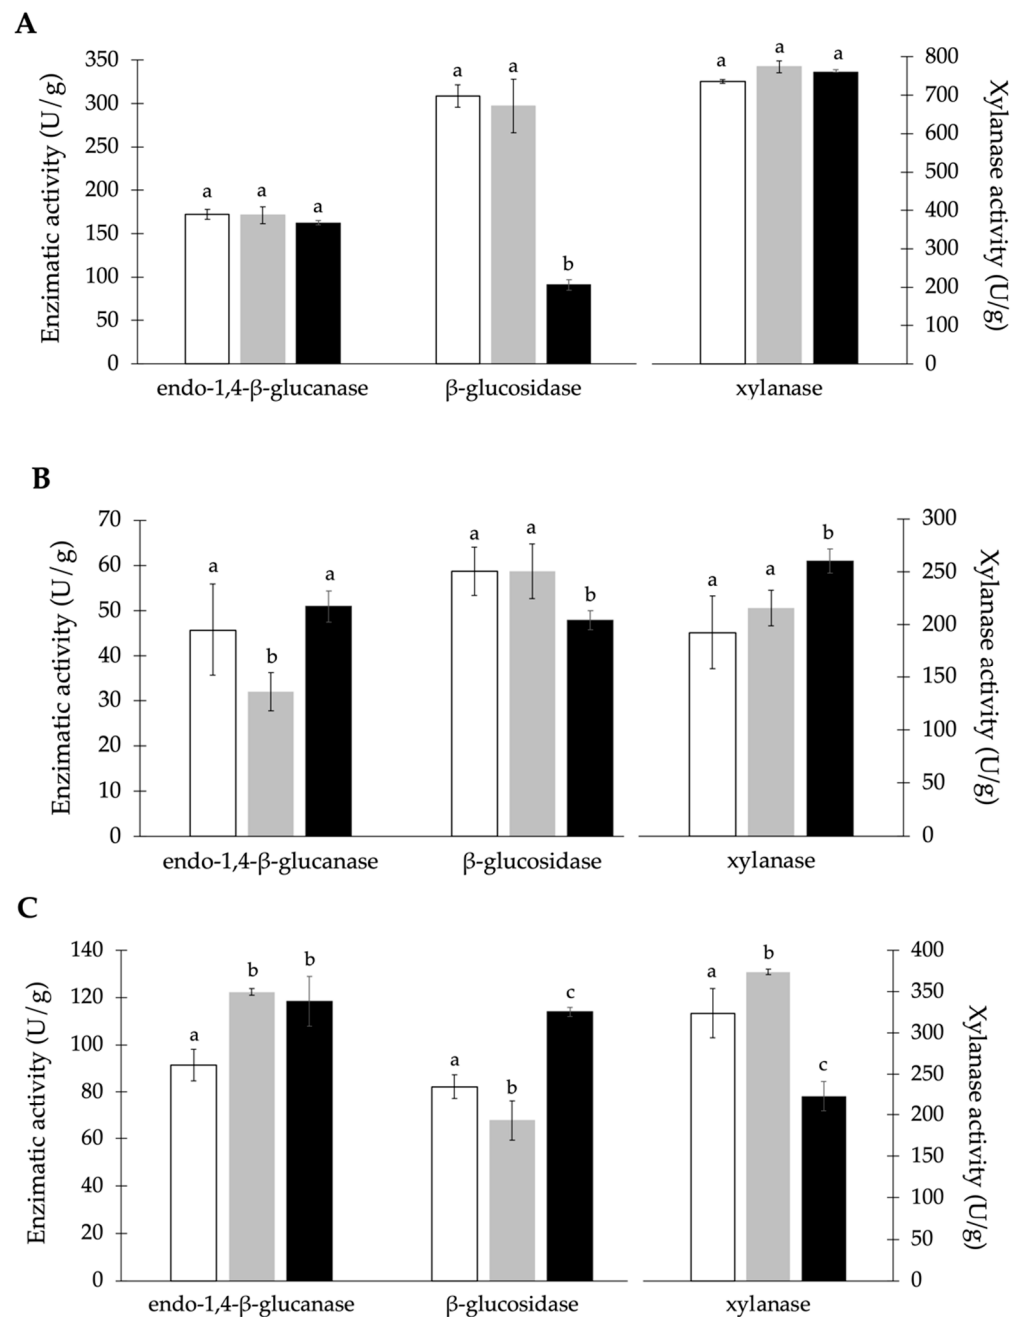 A
Enzimatic activity (U/g)
350
300
250
200
150
100
50
0
a a a
a a b
a a a
800
700
600
500
400
300
200
100
0
Xylanase activity (U/g)
endo-1,4-β-glucanase β-glucosidase xylanase
B
Enzimatic activity (U/g)
70
60
50
40
30
20
10
0
a b a
a a b
a a b
300
250
200
150
100
50
0
Xylanase activity (U/g)
endo-1,4-β-glucanase β-glucosidase xylanase
C
Enzimatic activity (U/g)
140
120
100
80
60
40
20
0
a b b
a b c
a b c
400
350
300
250
200
150
100
50
0
Xylanase activity (U/g)
endo-1,4-β-glucanase β-glucosidase xylanase